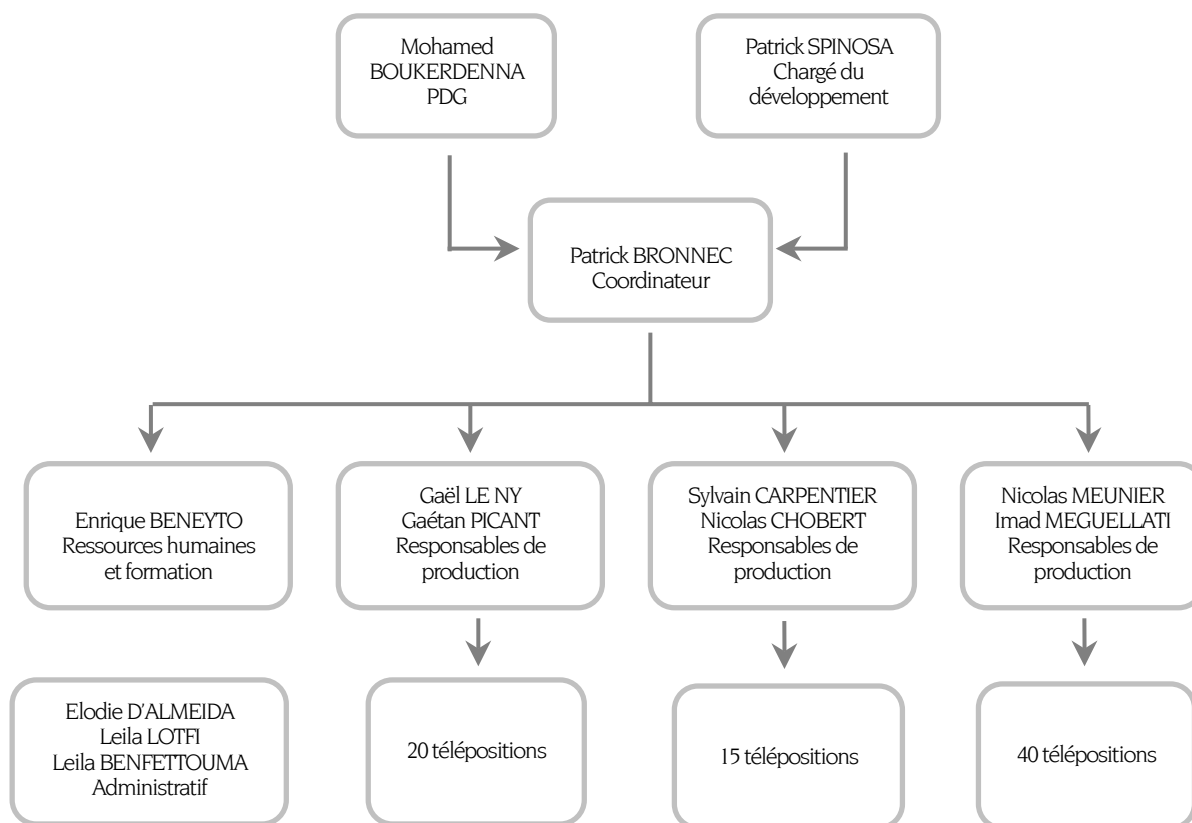 Mohamed
BOUKERDENNA
PDG
Patrick SPINOSA
Chargé du
développement
Patrick BRONNEC
Coordinateur
Enrique BENEYTO
Ressources humaines
et formation
Gaël LE NY
Gaétan PICANT
Responsables de
production
Sylvain CARPENTIER
Nicolas CHOBERT
Responsables de
production
Nicolas MEUNIER
Imad MEGUELLATI
Responsables de
production
Elodie D'ALMEIDA
Leila LOTFI
Leila BENFETTOUMA
Administratif
20 télépositions
15 télépositions
40 télépositions